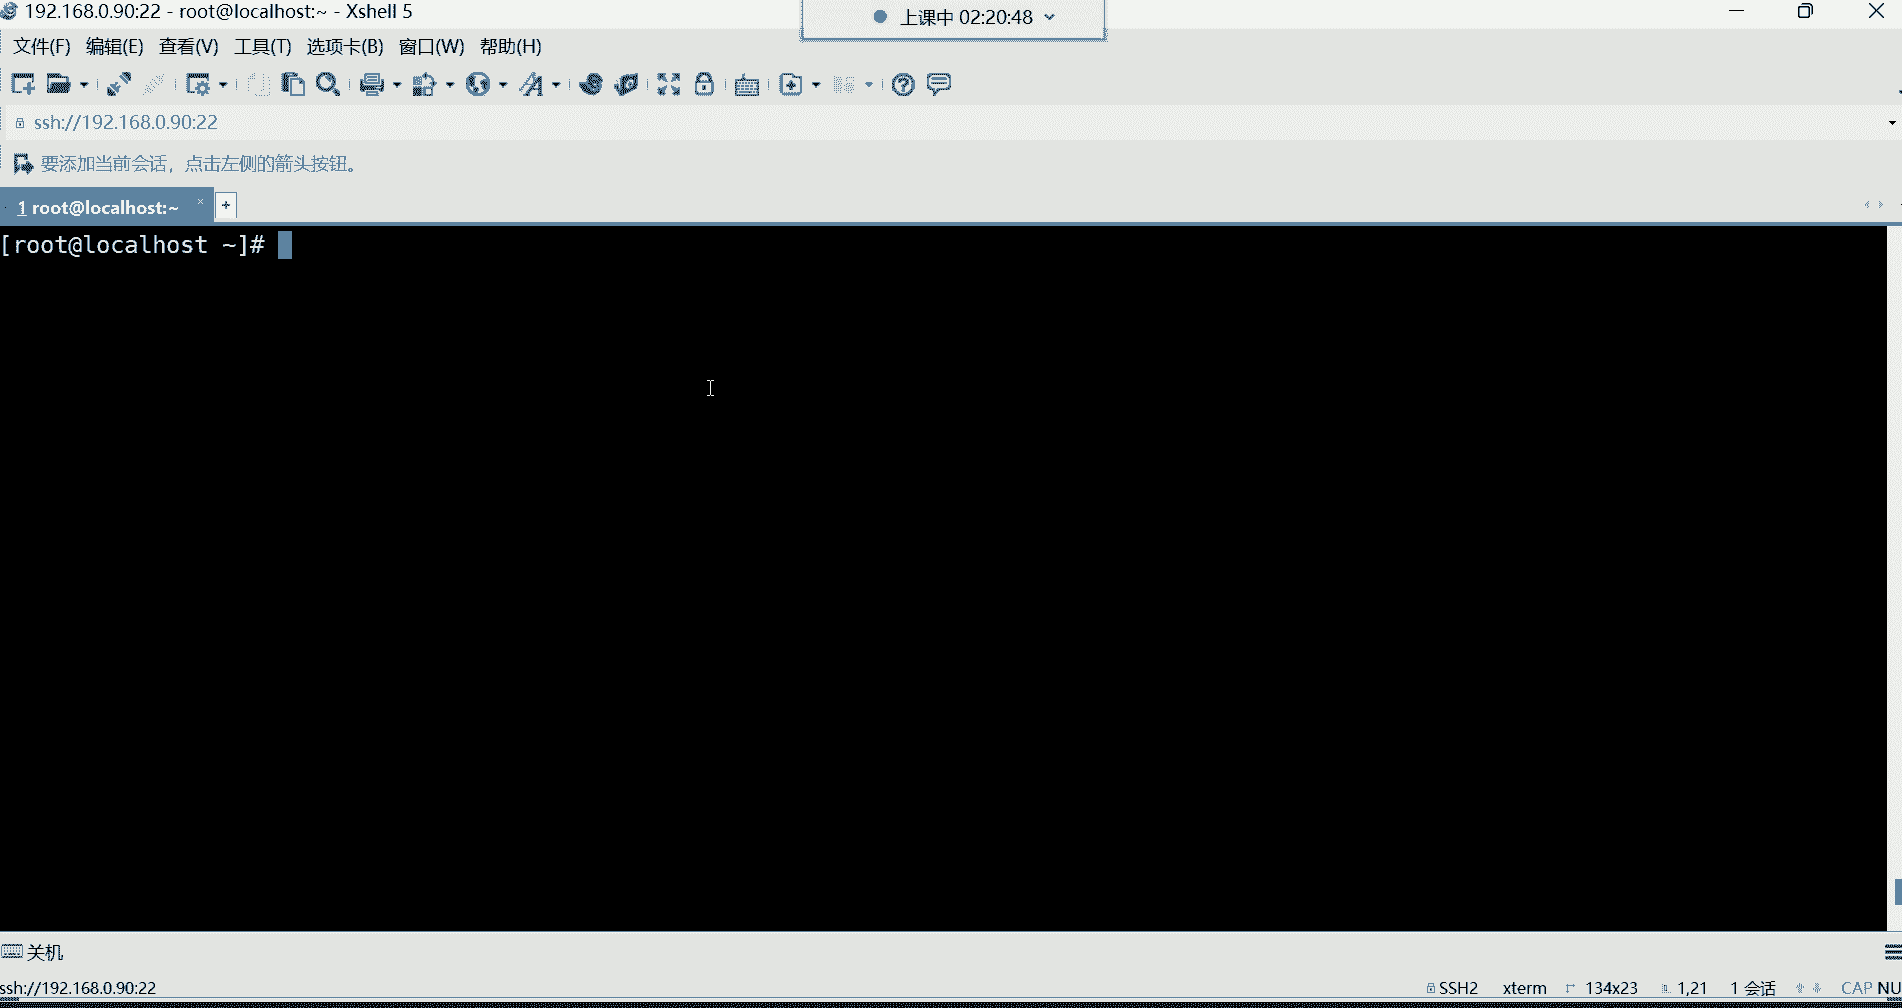 192.168.0.90:22 - root@localhost:~ - Xshell 5
上课中 02:20:48
文件(F) 编辑(E) 查看(V) 工具(T) 选项卡(B) 窗口(W) 帮助(H)
ssh://192.168.0.90:22
要添加当前会话，点击左侧的箭头按钮。
1 root@localhost:~ × +
[root@localhost ~]#
关机
ssh://192.168.0.90:22 SSH2 xterm 134x23 1,21 1 会话 CAP NU